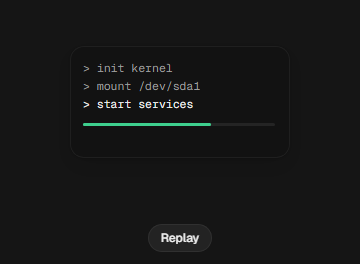 > init kernel
> mount /dev/sda1
> start services
Replay